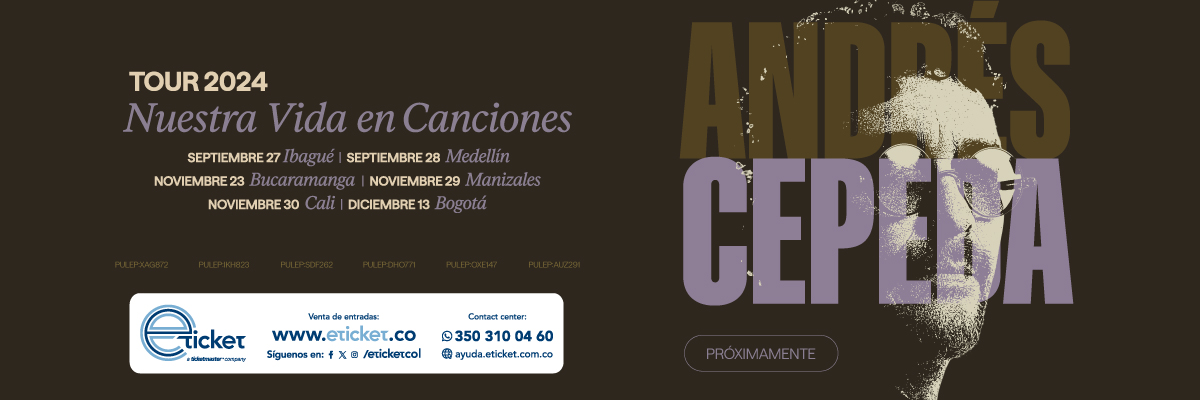 TOUR 2024
Nuestra Vida en Canciones
SEPTIEMBRE 27 Ibagué | SEPTIEMBRE 28 Medellín
NOVIEMBRE 23 Bucaramanga | NOVIEMBRE 29 Manizales
NOVIEMBRE 30 Cali | DICIEMBRE 13 Bogotá
PULEP:XAG872 PULEP:IKH823 PULEP:SDF262 PULEP:DHO771 PULEP:OXE147 PULEP:AUZ291
eticket
a ticketmaster company
Venta de entradas:
www.eticket.co
Síguenos en: /eticketcol
Contact center:
350 310 04 60
ayuda.eticket.com.co
ANDRÉS
CEPEDA
PRÓXIMAMENTE